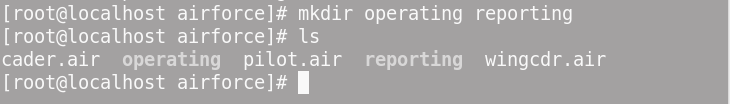 [root@localhost airforce]# mkdir operating reporting
[root@localhost airforce]# ls
cader.air  operating  pilot.air  reporting  wingcdr.air
[root@localhost airforce]#